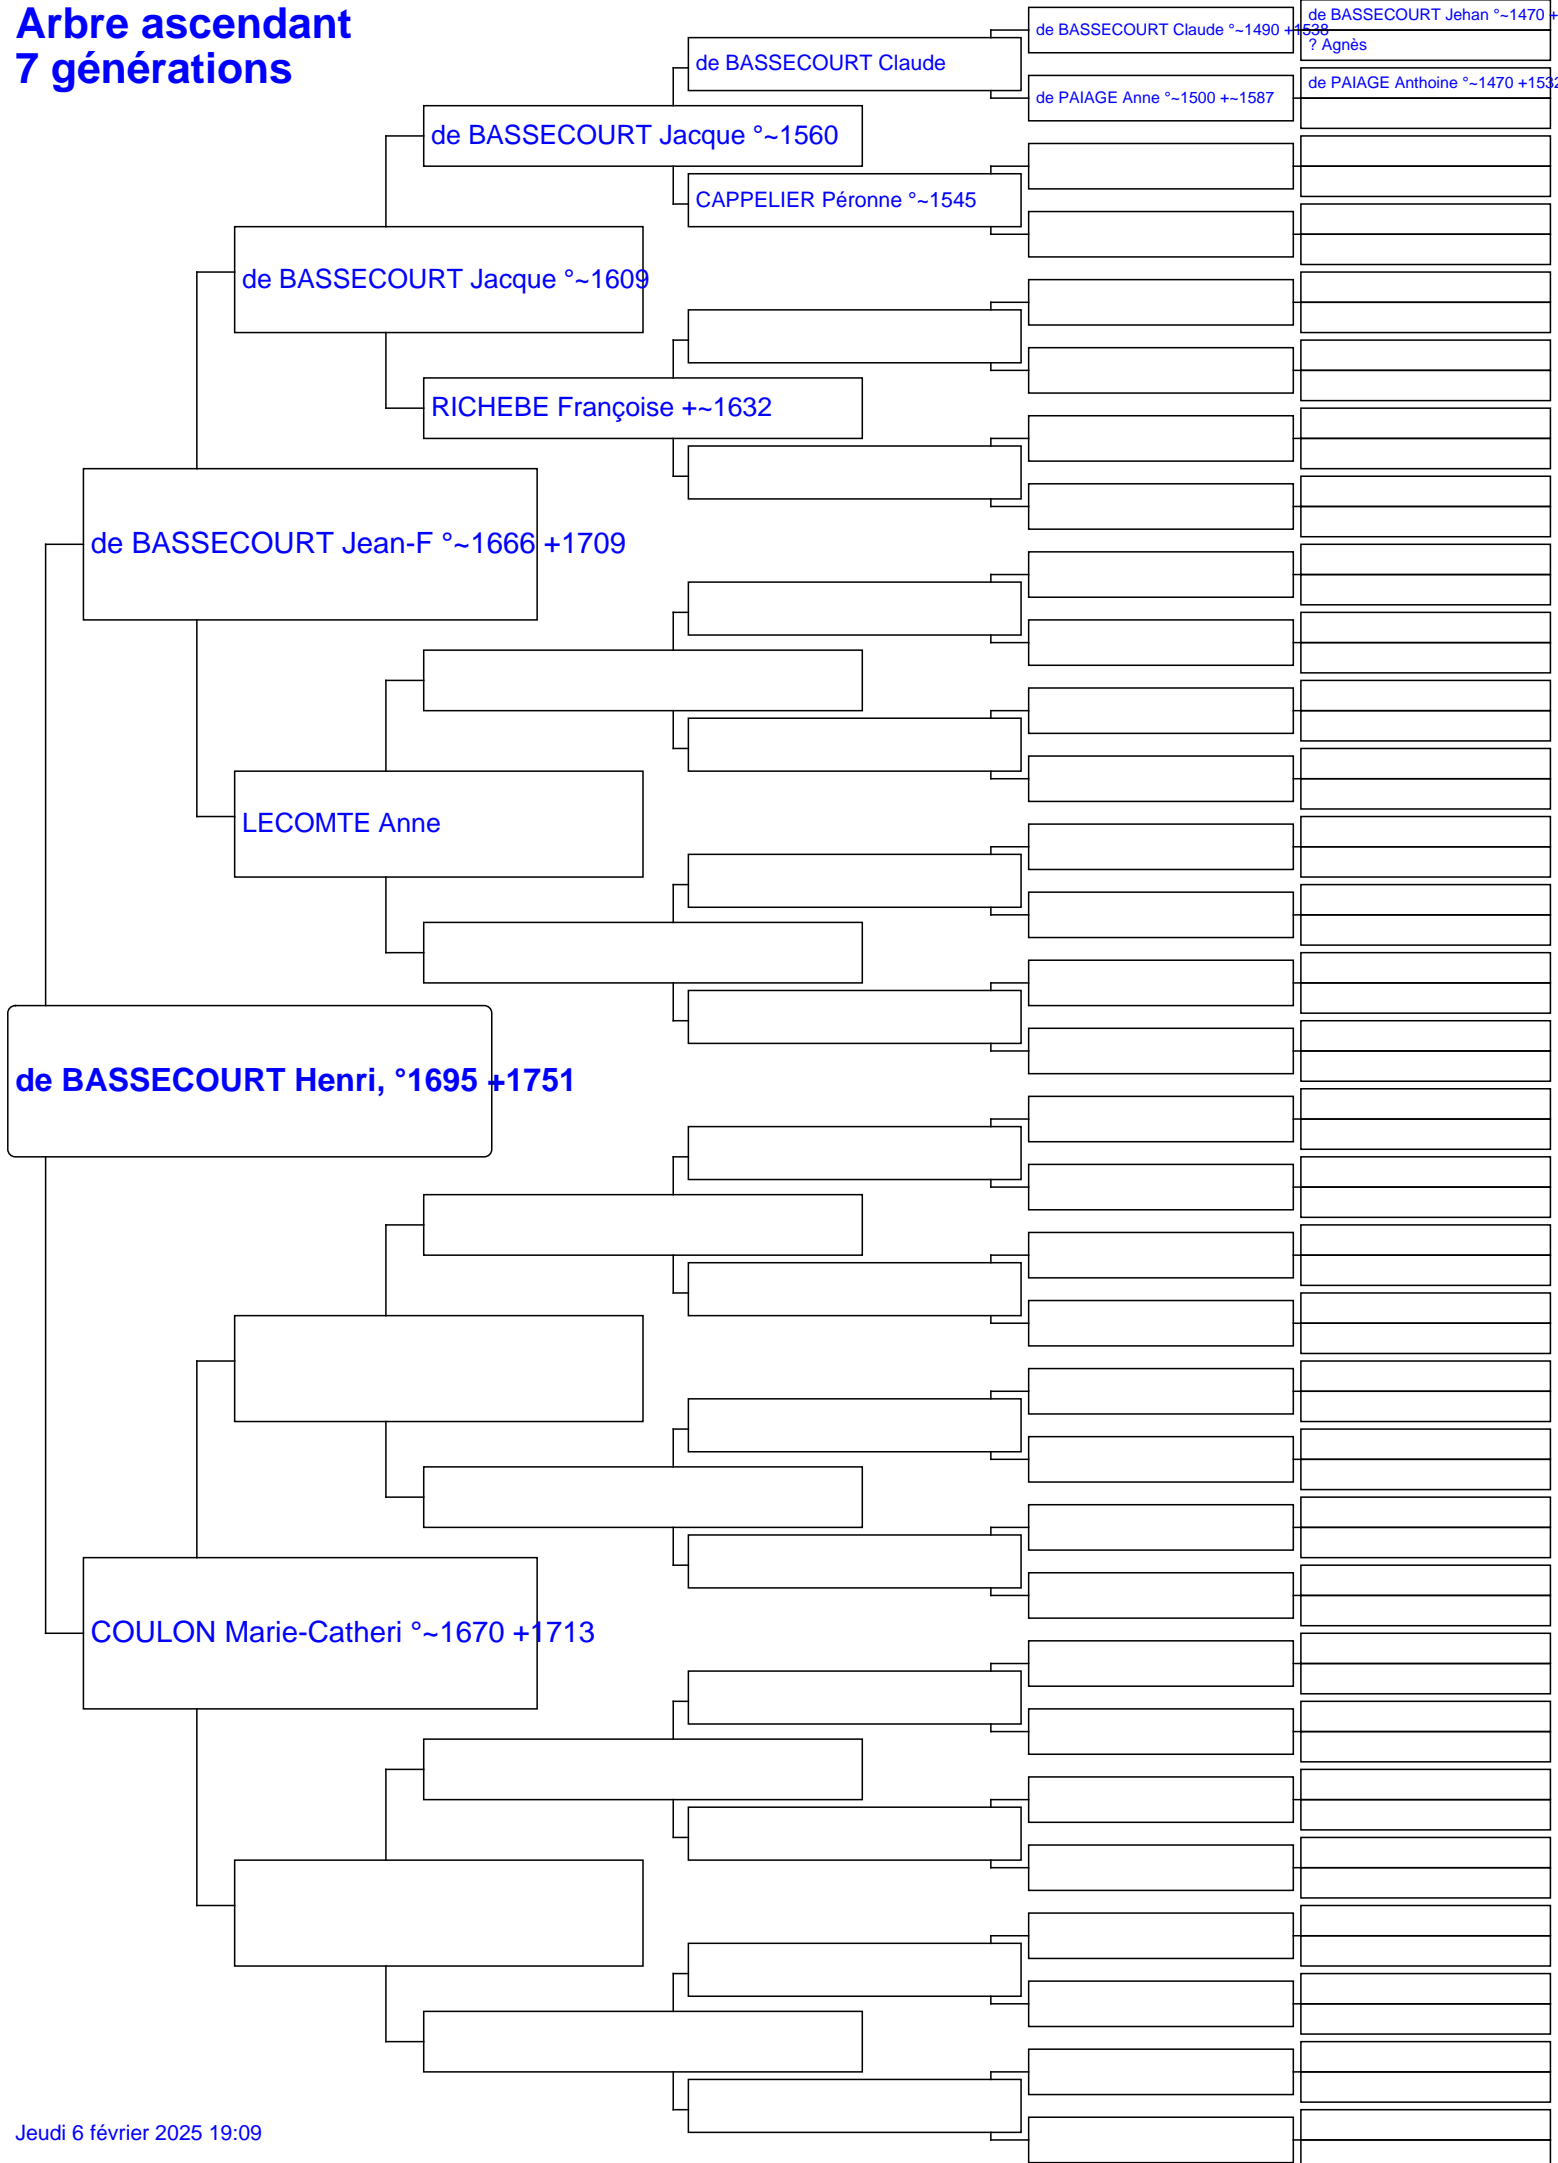 Arbre ascendant
7 générations
de BASSECOURT Jehan °~1470 +
de BASSECOURT Claude °~1490 +1538
? Agnès
de BASSECOURT Claude
de PAIAGE Anthoine °~1470 +1532
de PAIAGE Anne °~1500 +~1587
de BASSECOURT Jacque °~1560
CAPPELIER Péronne °~1545
de BASSECOURT Jacque °~1609
RICHEBE Françoise +~1632
de BASSECOURT Jean-F °~1666 +1709
LECOMTE Anne
de BASSECOURT Henri, °1695 +1751
COULON Marie-Catheri °~1670 +1713
Jeudi 6 février 2025 19:09